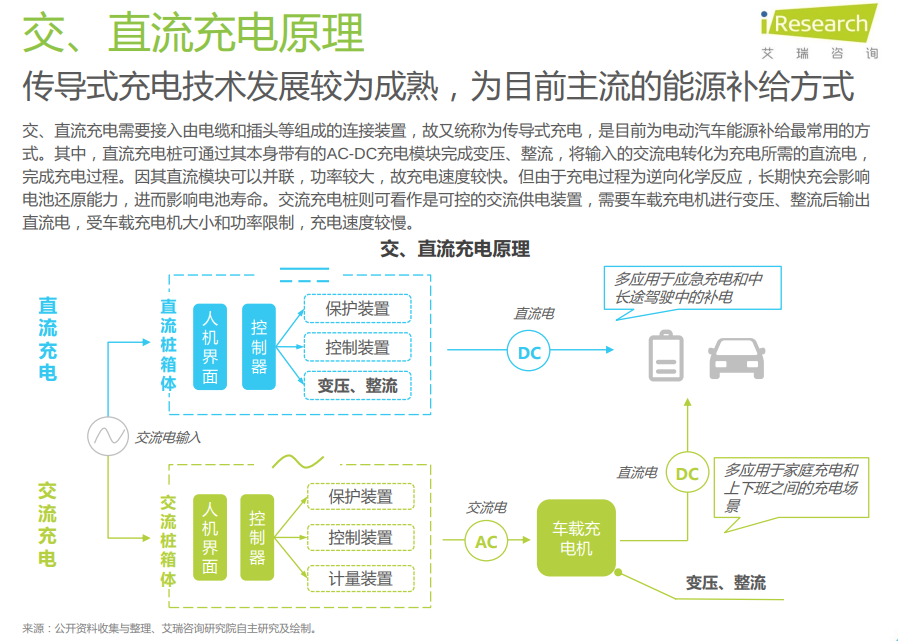 交、直流充电原理
iResearch
艾瑞咨询
传导式充电技术发展较为成熟，为目前主流的能源补给方式
交、直流充电需要接入由电缆和插头等组成的连接装置，故又统称为传导式充电，是目前为电动汽车能源补给最常用的方
式。其中，直流充电桩可通过其本身带有的AC-DC充电模块完成变压、整流，将输入的交流电转化为充电所需的直流电，
完成充电过程。因其直流模块可以并联，功率较大，故充电速度较快。但由于充电过程为逆向化学反应，长期快充会影响
电池还原能力，进而影响电池寿命。交流充电桩则可看作是可控的交流供电装置，需要车载充电机进行变压、整流后输出
直流电，受车载充电机大小和功率限制，充电速度较慢。
交、直流充电原理
直流充电
直流桩箱体
人机界面
控制器
保护装置
控制装置
变压、整流
直流电
DC
多应用于应急充电和中
长途驾驶中的补电
交流电输入
交流充电
交流桩箱体
人机界面
控制器
保护装置
控制装置
计量装置
交流电
AC
车载充
电机
直流电
DC
多应用于家庭充电和
上下班之间的充电场
景
变压、整流
来源：公开资料收集与整理、艾瑞咨询研究院自主研究及绘制。